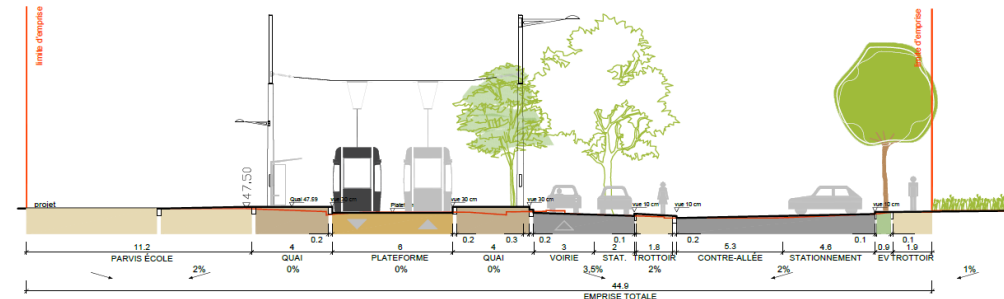 limite d'emprise
limite d'emprise
47.50
projet
Quai 47.59
vue 30 cm
vue 30 cm
vue 30 cm
vue 10 cm
vue 10 cm
vue 10 cm
0.2
0.2
0.3
0.2
0.1
0.2
0.1
0.1
11.2
4
6
4
3
2
1.8
5.3
4.6
0.9
1.9
PARVIS ÉCOLE
QUAI
PLATEFORME
QUAI
VOIRIE
STAT.
TROTTOIR
CONTRE-ALLÉE
STATIONNEMENT
EV
TROTTOIR
2%
0%
0%
0%
3,5%
2%
2%
1%
44.9
EMPRISE TOTALE